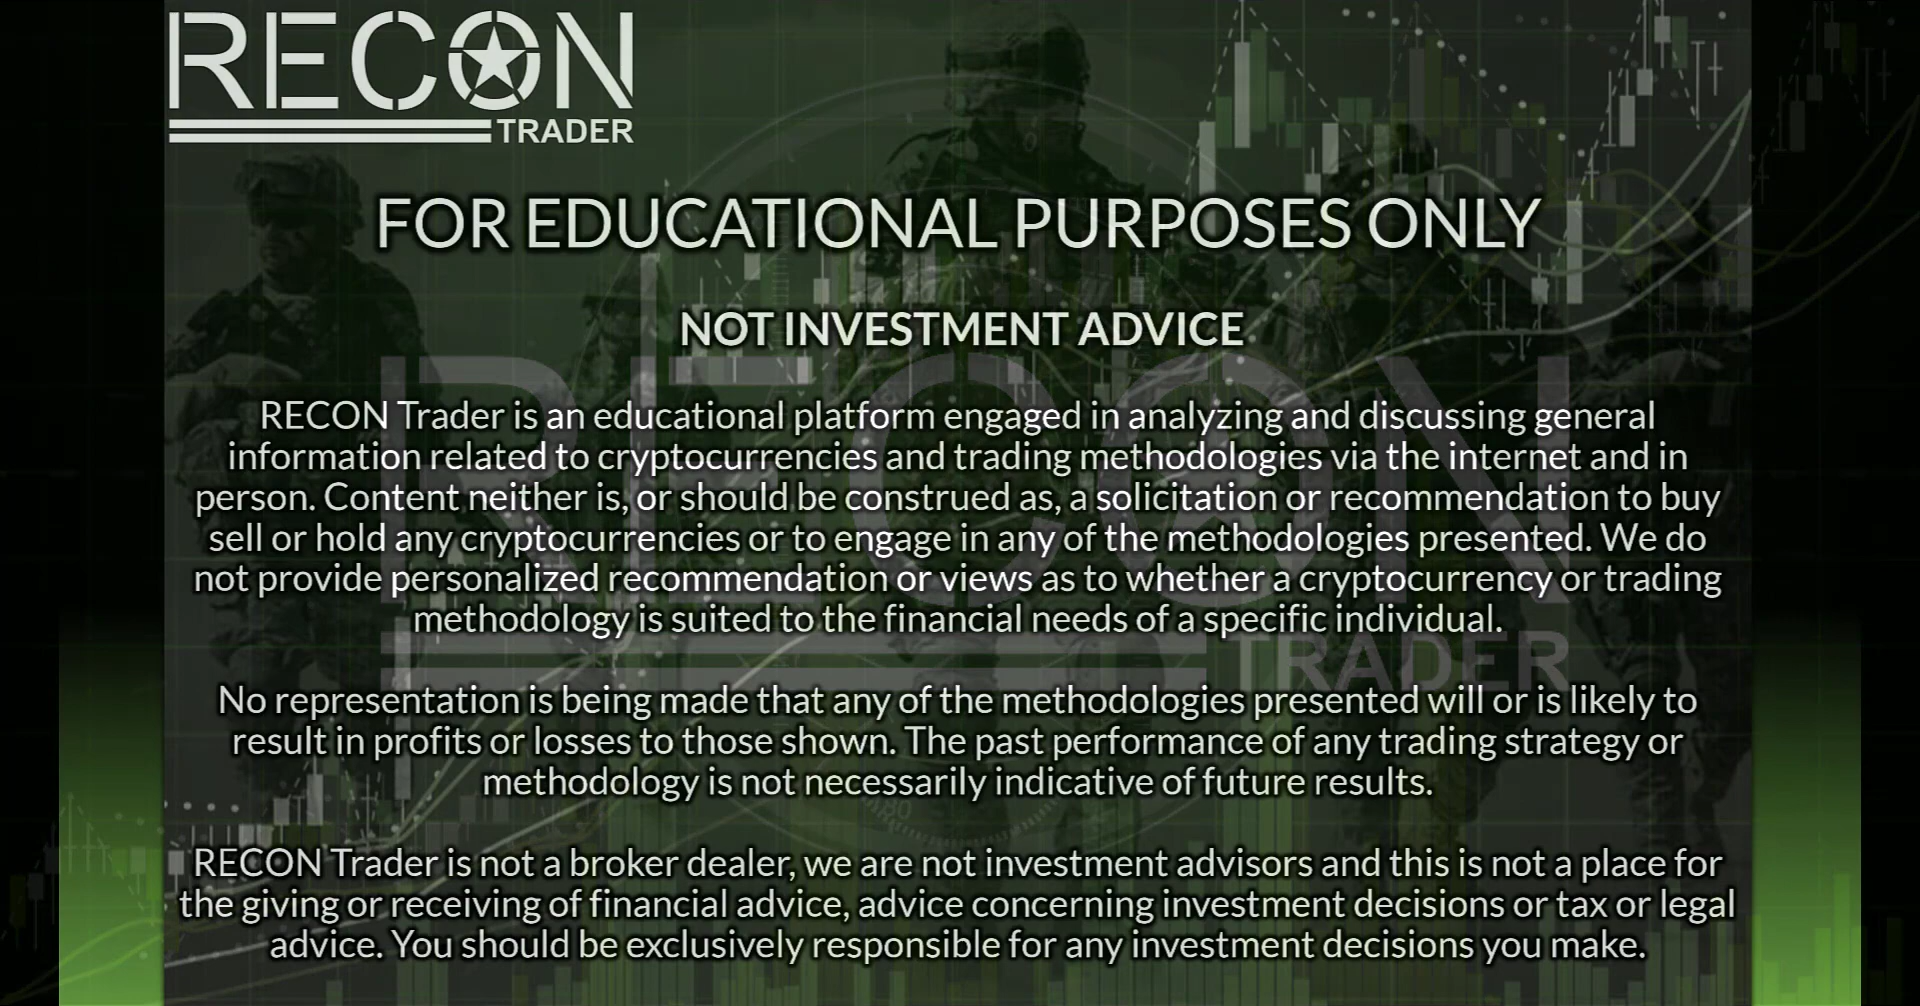 RECON
TRADER
FOR EDUCATIONAL PURPOSES ONLY
NOT INVESTMENT ADVICE
RECON Trader is an educational platform engaged in analyzing and discussing general
information related to cryptocurrencies and trading methodologies via the internet and in
person. Content neither is, or should be construed as, a solicitation or recommendation to buy
sell or hold any cryptocurrencies or to engage in any of the methodologies presented. We do
not provide personalized recommendation or views as to whether a cryptocurrency or trading
methodology is suited to the financial needs of a specific individual.
RECON
TRADER
No representation is being made that any of the methodologies presented will or is likely to
result in profits or losses to those shown. The past performance of any trading strategy or
methodology is not necessarily indicative of future results.
RECON Trader is not a broker dealer, we are not investment advisors and this is not a place for
the giving or receiving of financial advice, advice concerning investment decisions or tax or legal
advice. You should be exclusively responsible for any investment decisions you make.